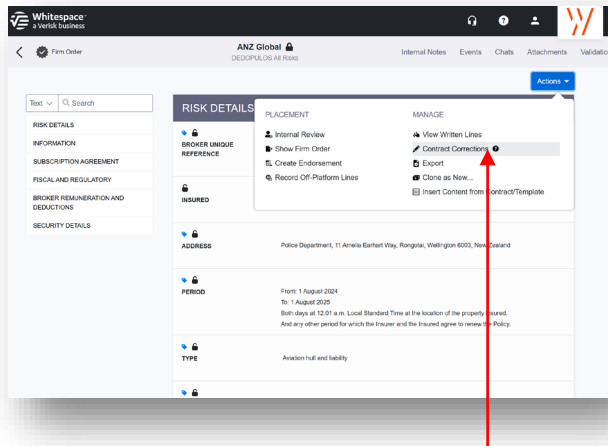 Whitespace
a Verisk business
Firm Order
ANZ Global
DEDOPULOS All Risks
Internal Notes Events Chats Attachments Validatio
Actions
Text Search
RISK DETAILS
INFORMATION
SUBSCRIPTION AGREEMENT
FISCAL AND REGULATORY
BROKER REMUNERATION AND
DEDUCTIONS
SECURITY DETAILS
RISK DETAILS
PLACEMENT
Internal Review
Show Firm Order
Create Endorsement
Record Off-Platform Lines
MANAGE
View Written Lines
Contract Corrections
Export
Clone as New...
Insert Content from Contract/Template
BROKER UNIQUE
REFERENCE
INSURED
ADDRESS
Police Department, 11 Amelia Earhart Way, Rongotai, Wellington 6003, New Zealand
PERIOD
From: 1 August 2024
To: 1 August 2025
Both days at 12.01 a.m. Local Standard Time at the location of the property insured.
And any other period for which the Insurer and the Insured agree to renew the Policy.
TYPE
Aviation hull and liability